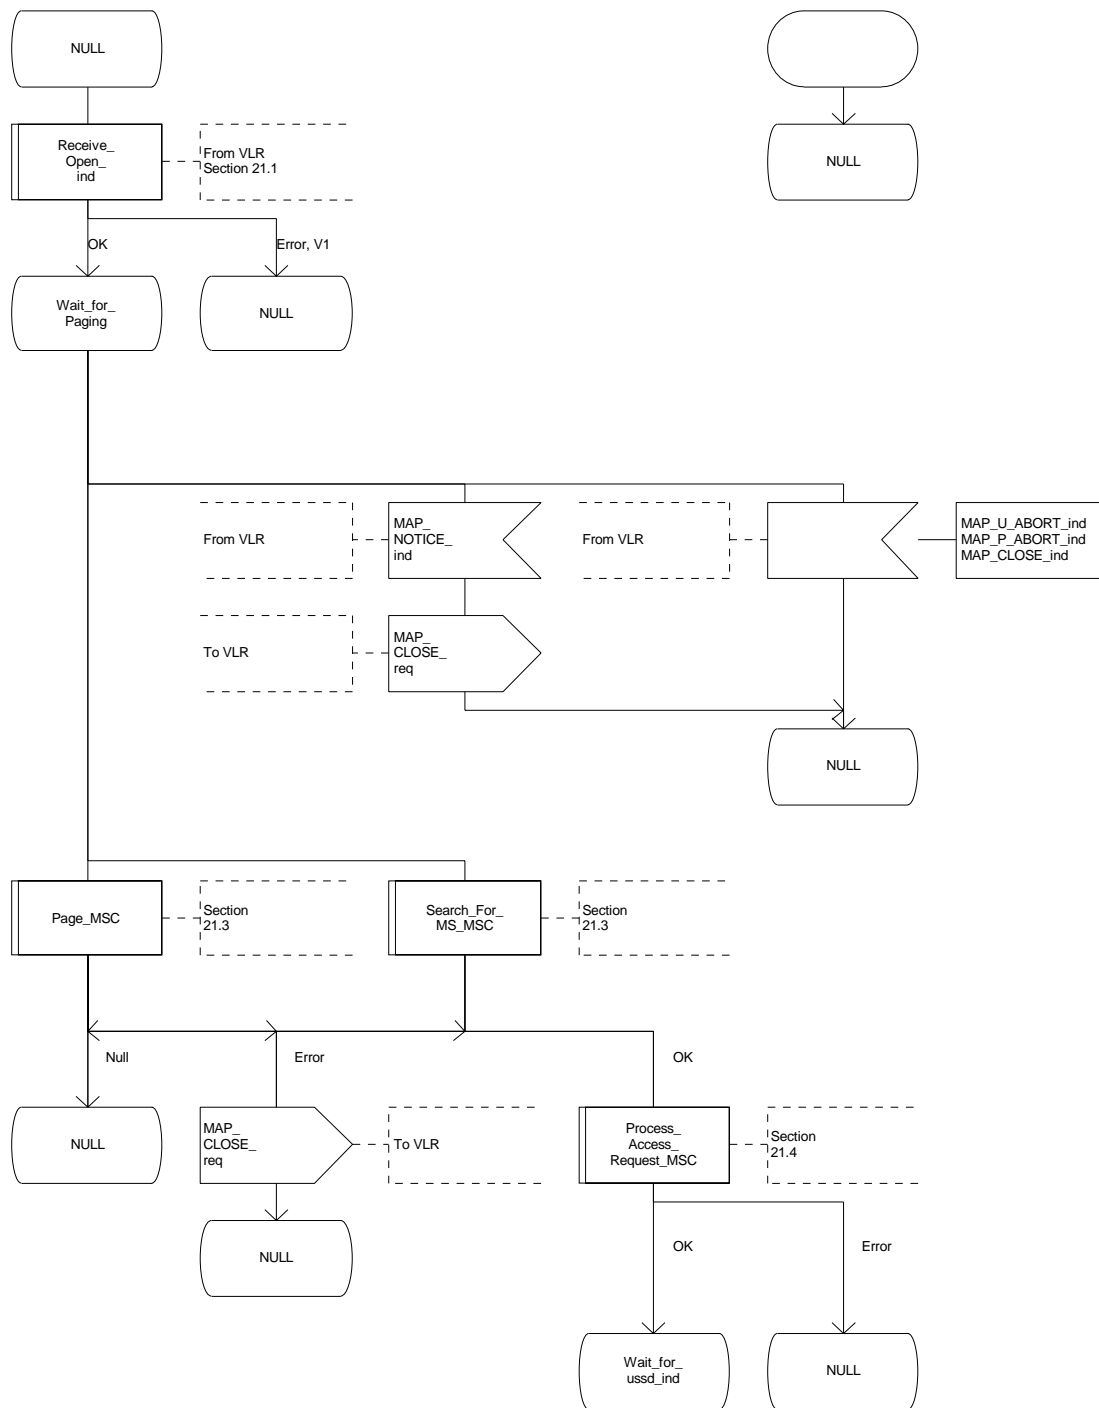 NULL
Receive_
Open_
ind
From VLR
Section 21.1
NULL
OK
Error, V1
Wait_for_
Paging
NULL
From VLR
MAP_
NOTICE_
ind
From VLR
MAP_U_ABORT_ind
MAP_P_ABORT_ind
MAP_CLOSE_ind
To VLR
MAP_
CLOSE_
req
NULL
Page_MSC
Section
21.3
Search_For_
MS_MSC
Section
21.3
Null
Error
OK
NULL
MAP_
CLOSE_
req
To VLR
Process_
Access_
Request_MSC
Section
21.4
NULL
OK
Error
Wait_for_
ussd_ind
NULL